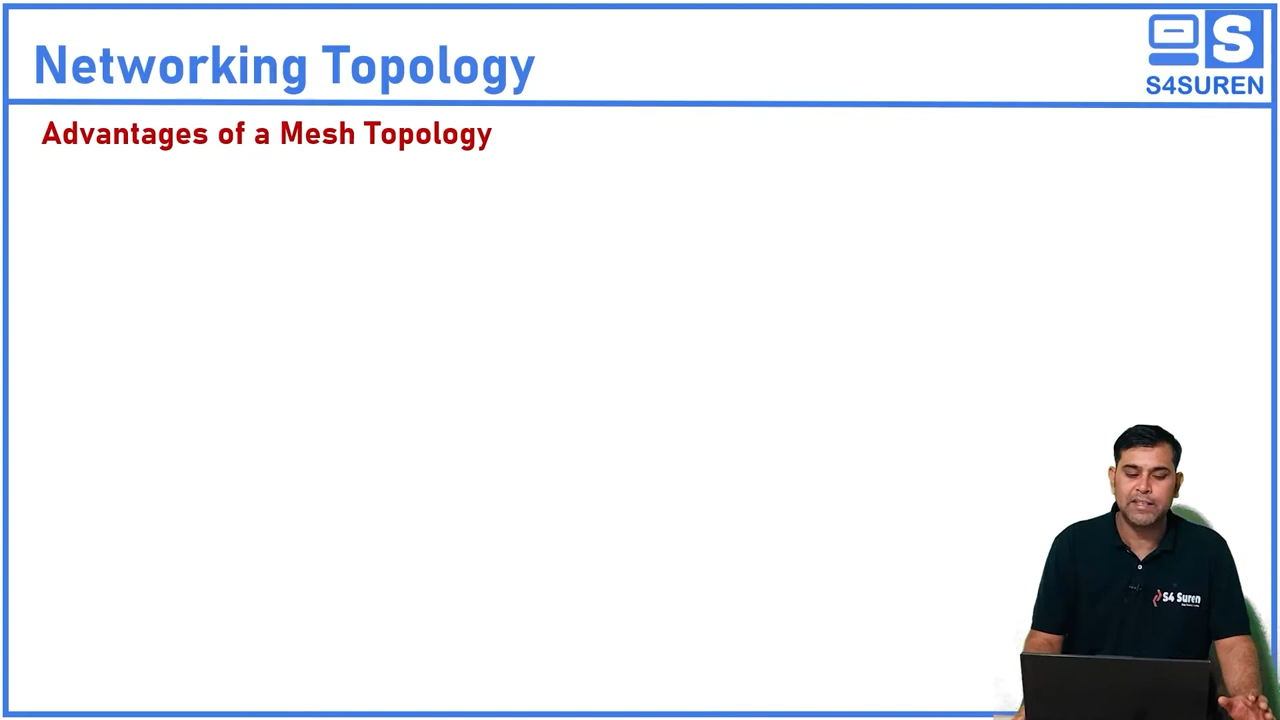 Networking Topology
S
S4SUREN
Advantages of a Mesh Topology
S4 Suren